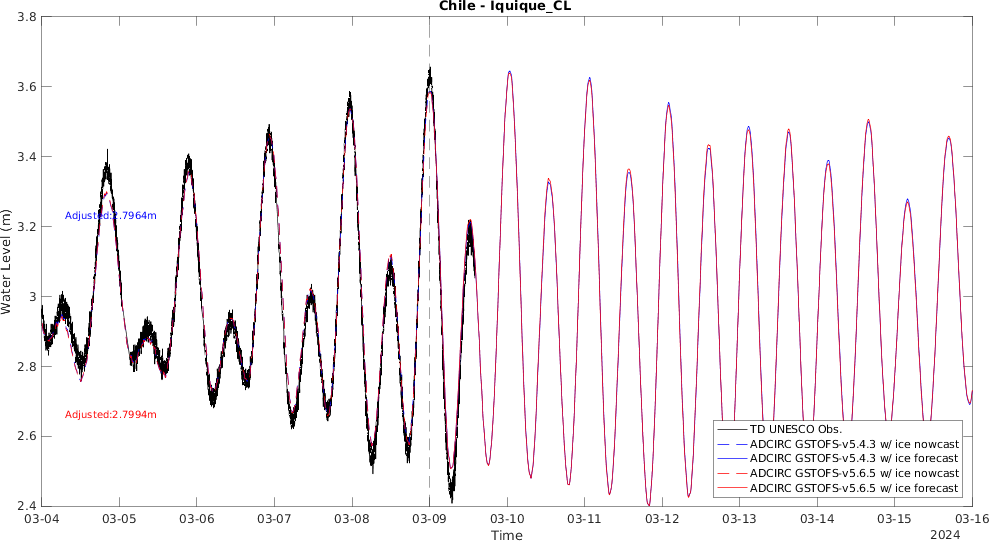 Chile - Iquique_CL
3.8
3.6
3.4
3.2
3
2.8
2.6
2.4
Water Level (m)
Adjusted:2.7964m
Adjusted:2.7994m
TD UNESCO Obs.
ADCIRC GSTOFS-v5.4.3 w/ ice nowcast
ADCIRC GSTOFS-v5.4.3 w/ ice forecast
ADCIRC GSTOFS-v5.6.5 w/ ice nowcast
ADCIRC GSTOFS-v5.6.5 w/ ice forecast
03-04 03-05 03-06 03-07 03-08 03-09 03-10 03-11 03-12 03-13 03-14 03-15 03-16
Time
2024